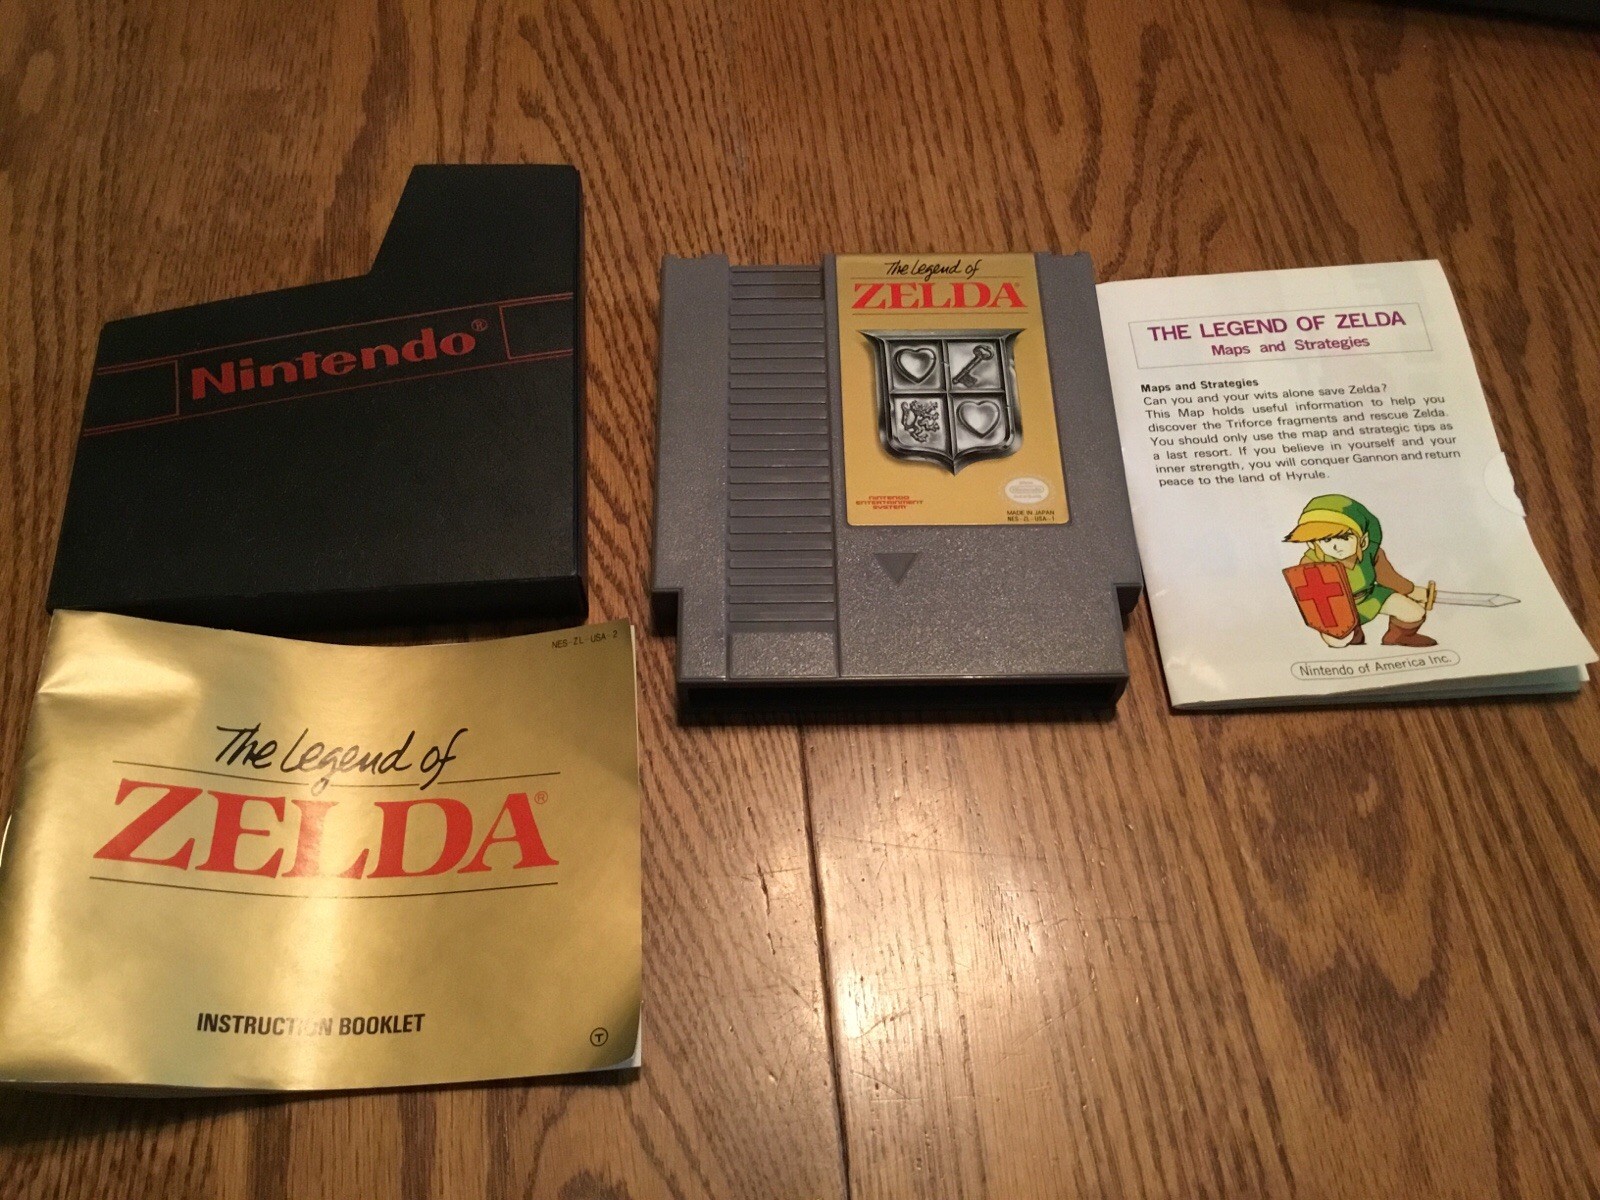 Nintendo®
The Legend of
ZELDA
NINTENDO
ENTERTAINMENT
SYSTEM
MADE IN JAPAN
NES-ZL-USA-1
THE LEGEND OF ZELDA
Maps and Strategies
Maps and Strategies
Can you and your wits alone save Zelda?
This Map holds useful information to help you
discover the Triforce fragments and rescue Zelda.
You should only use the map and strategic tips as
a last resort. If you believe in yourself and your
inner strength, you will conquer Gannon and return
peace to the land of Hyrule.
Nintendo of America Inc.
NES-ZL-USA-2
The Legend of
ZELDA®
INSTRUCTION BOOKLET
T